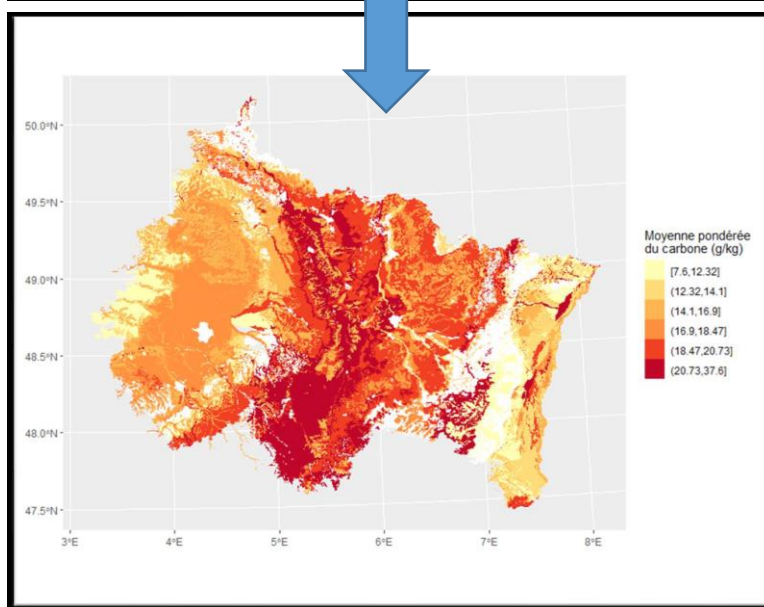 50.0°N
49.5°N
49.0°N
48.5°N
48.0°N
47.5°N
3°E 4°E 5°E 6°E 7°E 8°E
Moyenne pondérée
du carbone (g/kg)
[7.6,12.32]
(12.32,14.1]
(14.1,16.9]
(16.9,18.47]
(18.47,20.73]
(20.73,37.6]